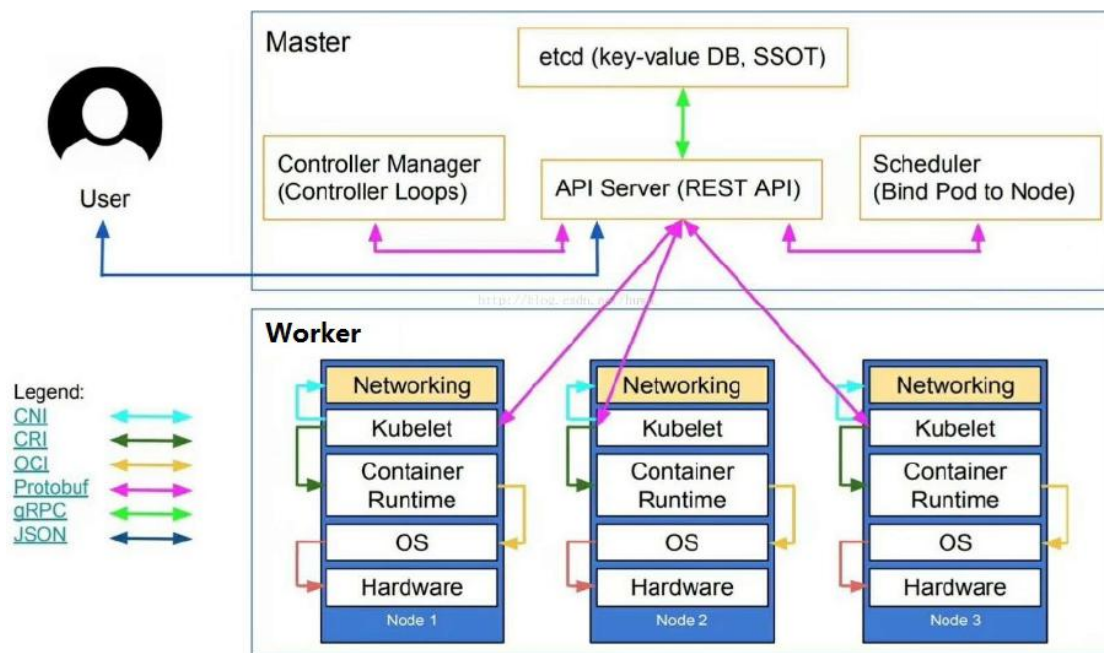 Master
etcd (key-value DB, SSOT)
Controller Manager
(Controller Loops)
API Server (REST API)
Scheduler
(Bind Pod to Node)
User
Worker
Networking
Kubelet
Container
Runtime
OS
Hardware
Node 1
Networking
Kubelet
Container
Runtime
OS
Hardware
Node 2
Networking
Kubelet
Container
Runtime
OS
Hardware
Node 3
Legend:
CNI
CRI
OCI
Protobuf
gRPC
JSON